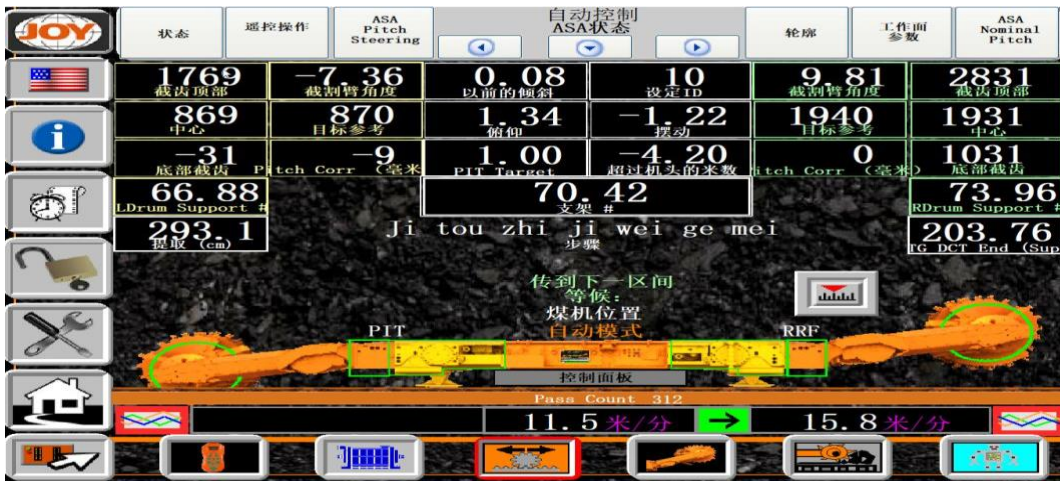 JOY
状态
遥控操作
ASA
Pitch
Steering
自动控制
ASA状态
轮廓
工作面
参数
ASA
Nominal
Pitch
1769 -7.36 0.08 10 9.81 2831
截齿顶部 截割臂角度 以前的倾斜 设定ID 截割臂角度 截齿顶部
869 870 1.34 -1.22 1940 1931
中心 目标参考 俯仰 摆动 目标参考 中心
-31 -9 1.00 -4.20 0 1031
底部截齿 Pitch Corr (毫米 PIT Target 超过机头的米数 itch Corr (毫米) 底部截齿
66.88 70.42 73.96
LDrum Support # 支架 # RDrum Support #
293.1 Ji tou zhi ji wei ge mei 203.76
提取 (cm) 步骤 TG DCT End (Sup
传到下一区间
等候:
煤机位置
PIT 自动模式 RRF
控制面板
Pass Count 312
11.5米/分 → 15.8米/分